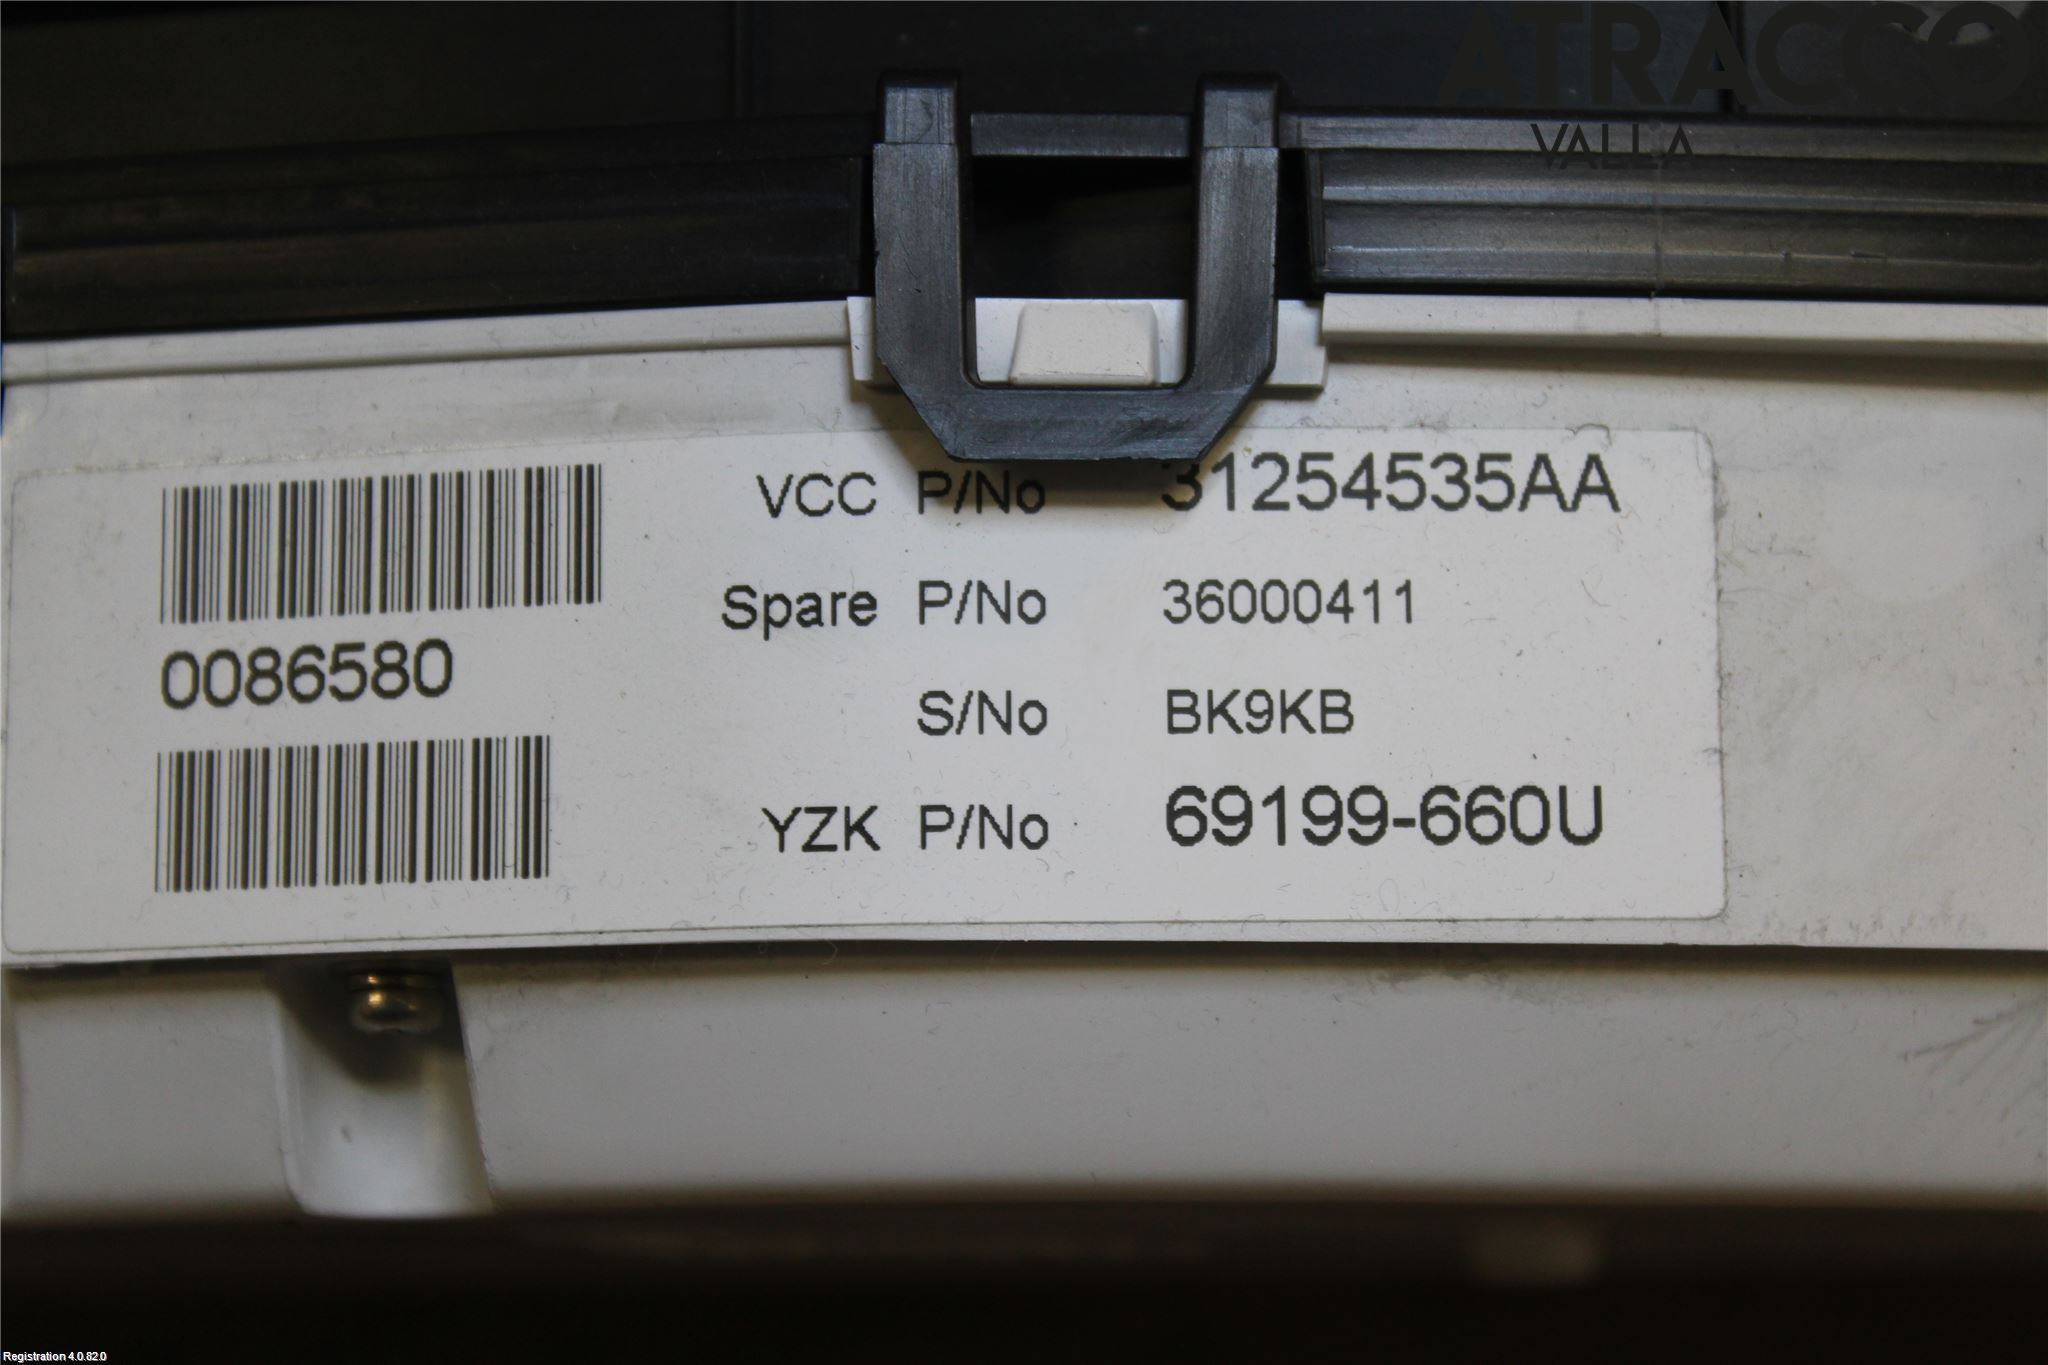 ATRACCO
VALLA
VCC P/No 31254535AA
Spare P/No 36000411
0086580
S/No BK9KB
YZK P/No 69199-660U
Registration 4.0.82.0